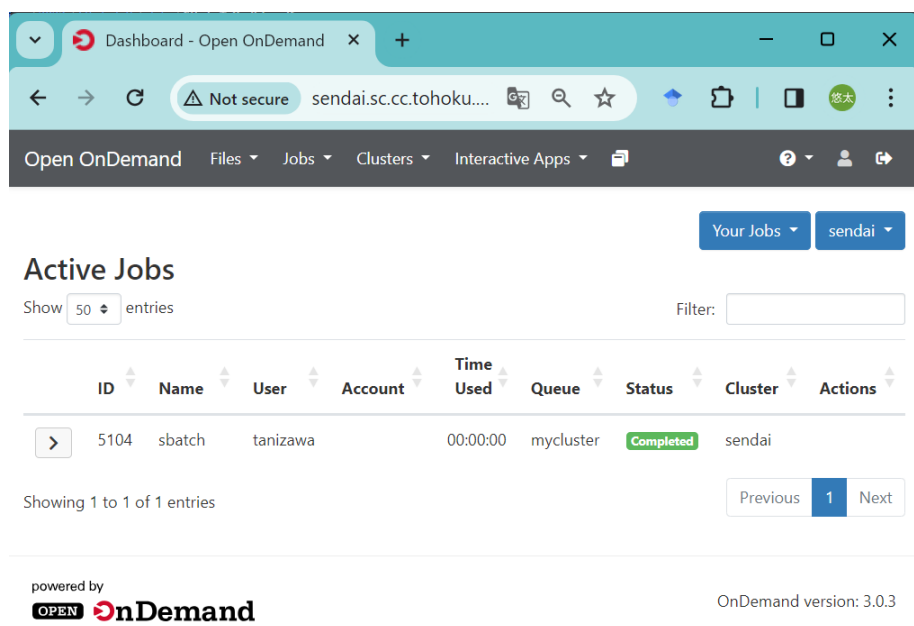 Dashboard - Open OnDemand
Not secure sendai.sc.cc.tohoku....
悠太
Open OnDemand Files Jobs Clusters Interactive Apps
Your Jobs sendai
Active Jobs
Show 50 entries
Filter:
ID Name User Account Time Used Queue Status Cluster Actions
5104 sbatch tanizawa 00:00:00 mycluster Completed sendai
Showing 1 to 1 of 1 entries
Previous 1 Next
powered by
OPEN OnDemand
OnDemand version: 3.0.3